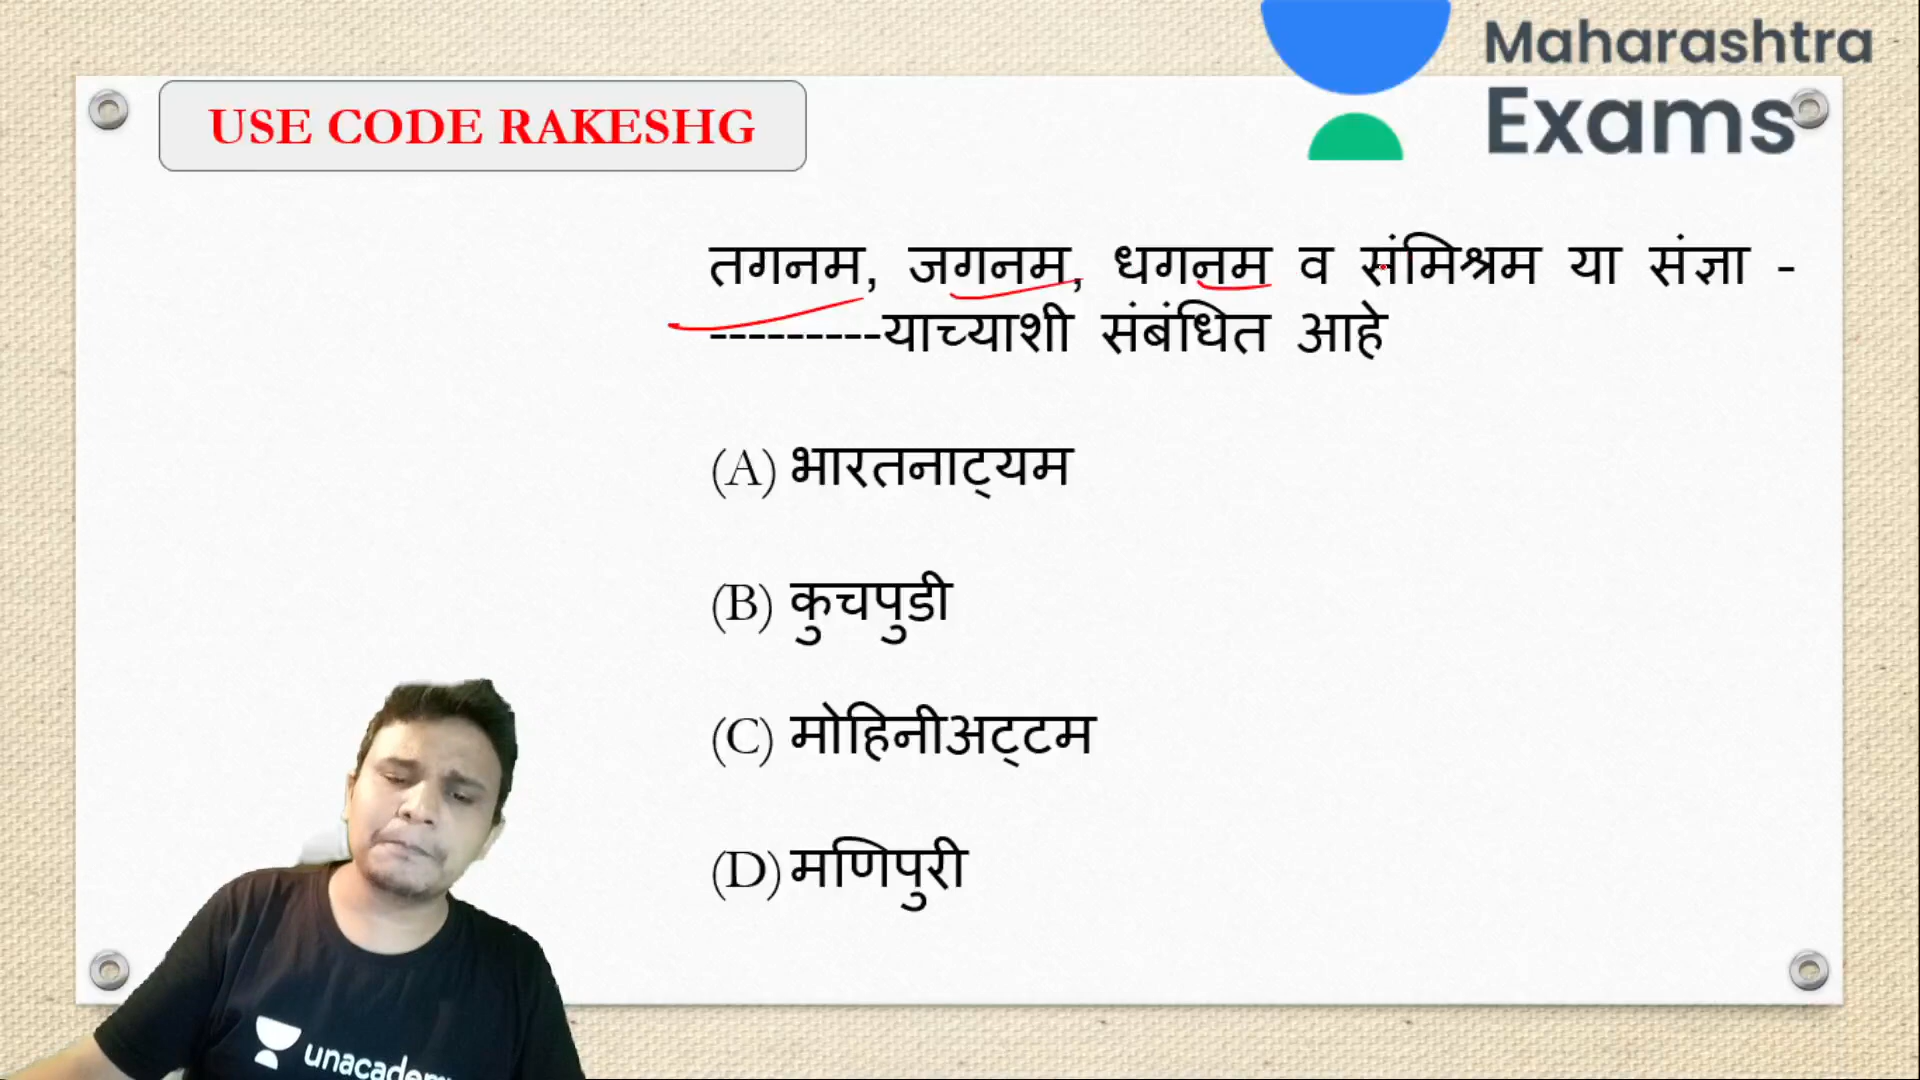 Maharashtra
Exams
USE CODE RAKESHG
तगनम, जगनम, धगनम व संमिश्रम या संज्ञा -
---------याच्याशी संबंधित आहे
(A) भारतनाट्यम
(B) कुचपुडी
(C) मोहिनीअट्टम
(D) मणिपुरी